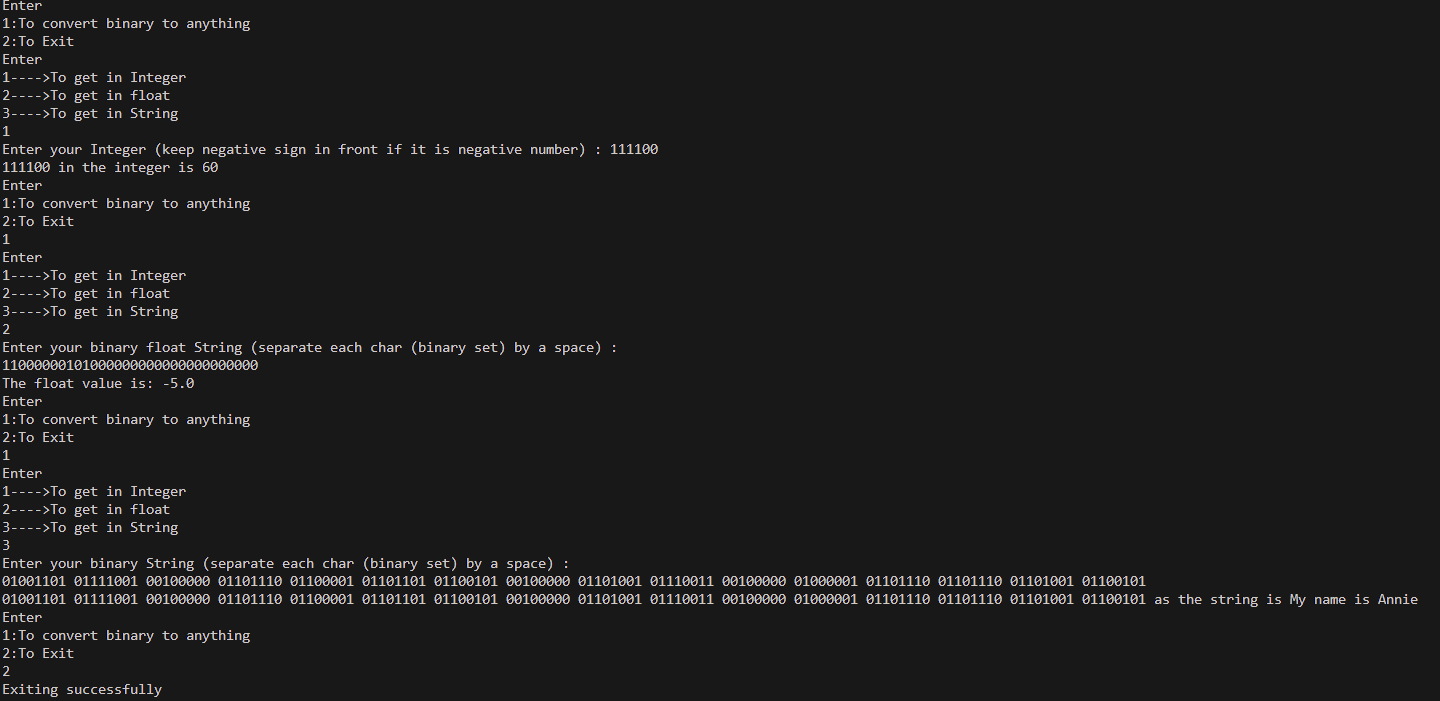 Enter
1:To convert binary to anything
2:To Exit
Enter
1---->To get in Integer
2---->To get in float
3---->To get in String
1
Enter your Integer (keep negative sign in front if it is negative number) : 111100
111100 in the integer is 60
Enter
1:To convert binary to anything
2:To Exit
1
Enter
1---->To get in Integer
2---->To get in float
3---->To get in String
2
Enter your binary float String (separate each char (binary set) by a space) :
11000000101000000000000000000000
The float value is: -5.0
Enter
1:To convert binary to anything
2:To Exit
1
Enter
1---->To get in Integer
2---->To get in float
3---->To get in String
3
Enter your binary String (separate each char (binary set) by a space) :
01001101 01111001 00100000 01101110 01100001 01101101 01100101 00100000 01101001 01110011 00100000 01000001 01101110 01101110 01101001 01100101
01001101 01111001 00100000 01101110 01100001 01101101 01100101 00100000 01101001 01110011 00100000 01000001 01101110 01101110 01101001 01100101 as the string is My name is Annie
Enter
1:To convert binary to anything
2:To Exit
2
Exiting successfully